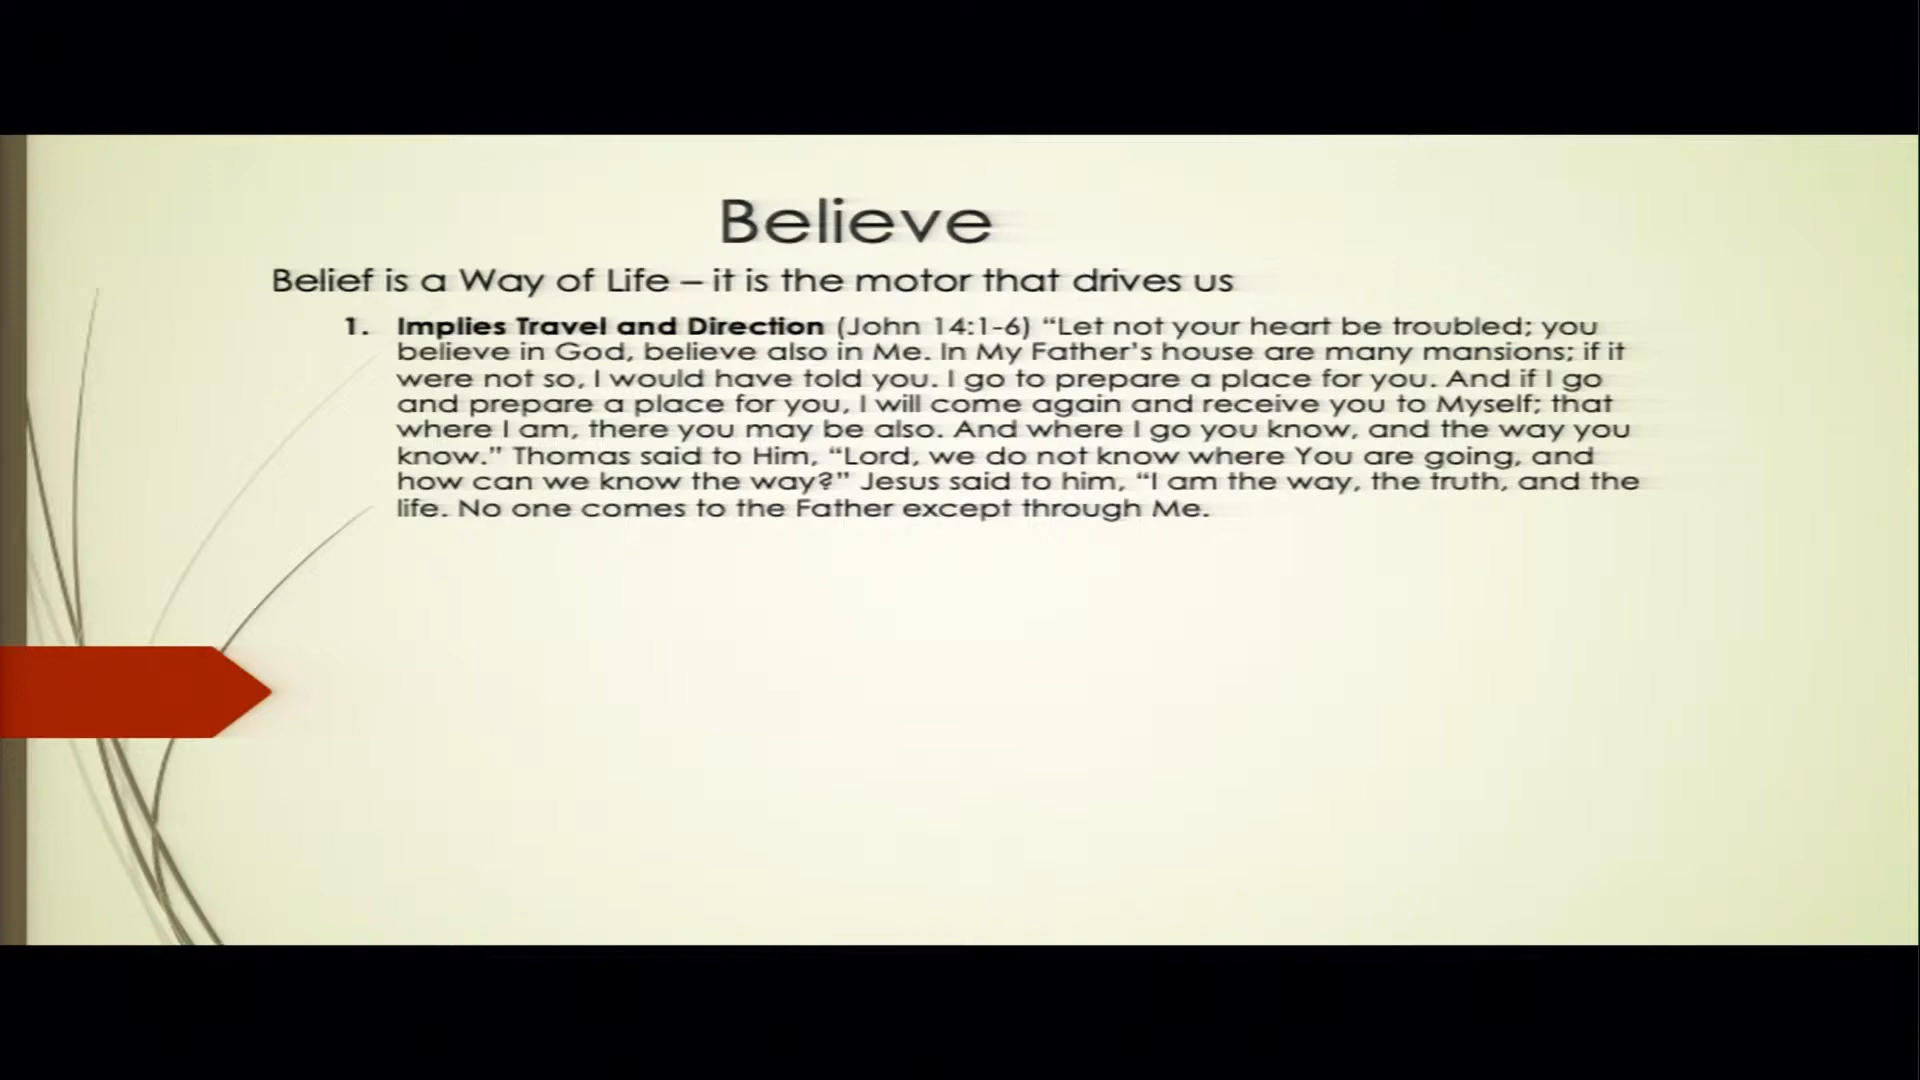 Believe
Belief is a Way of Life – it is the motor that drives us
1. Implies Travel and Direction (John 14:1-6) “Let not your heart be troubled; you
believe in God, believe also in Me. In My Father’s house are many mansions; if it
were not so, I would have told you. I go to prepare a place for you. And if I go
and prepare a place for you, I will come again and receive you to Myself; that
where I am, there you may be also. And where I go you know, and the way you
know.” Thomas said to Him, “Lord, we do not know where You are going, and
how can we know the way?” Jesus said to him, “I am the way, the truth, and the
life. No one comes to the Father except through Me.